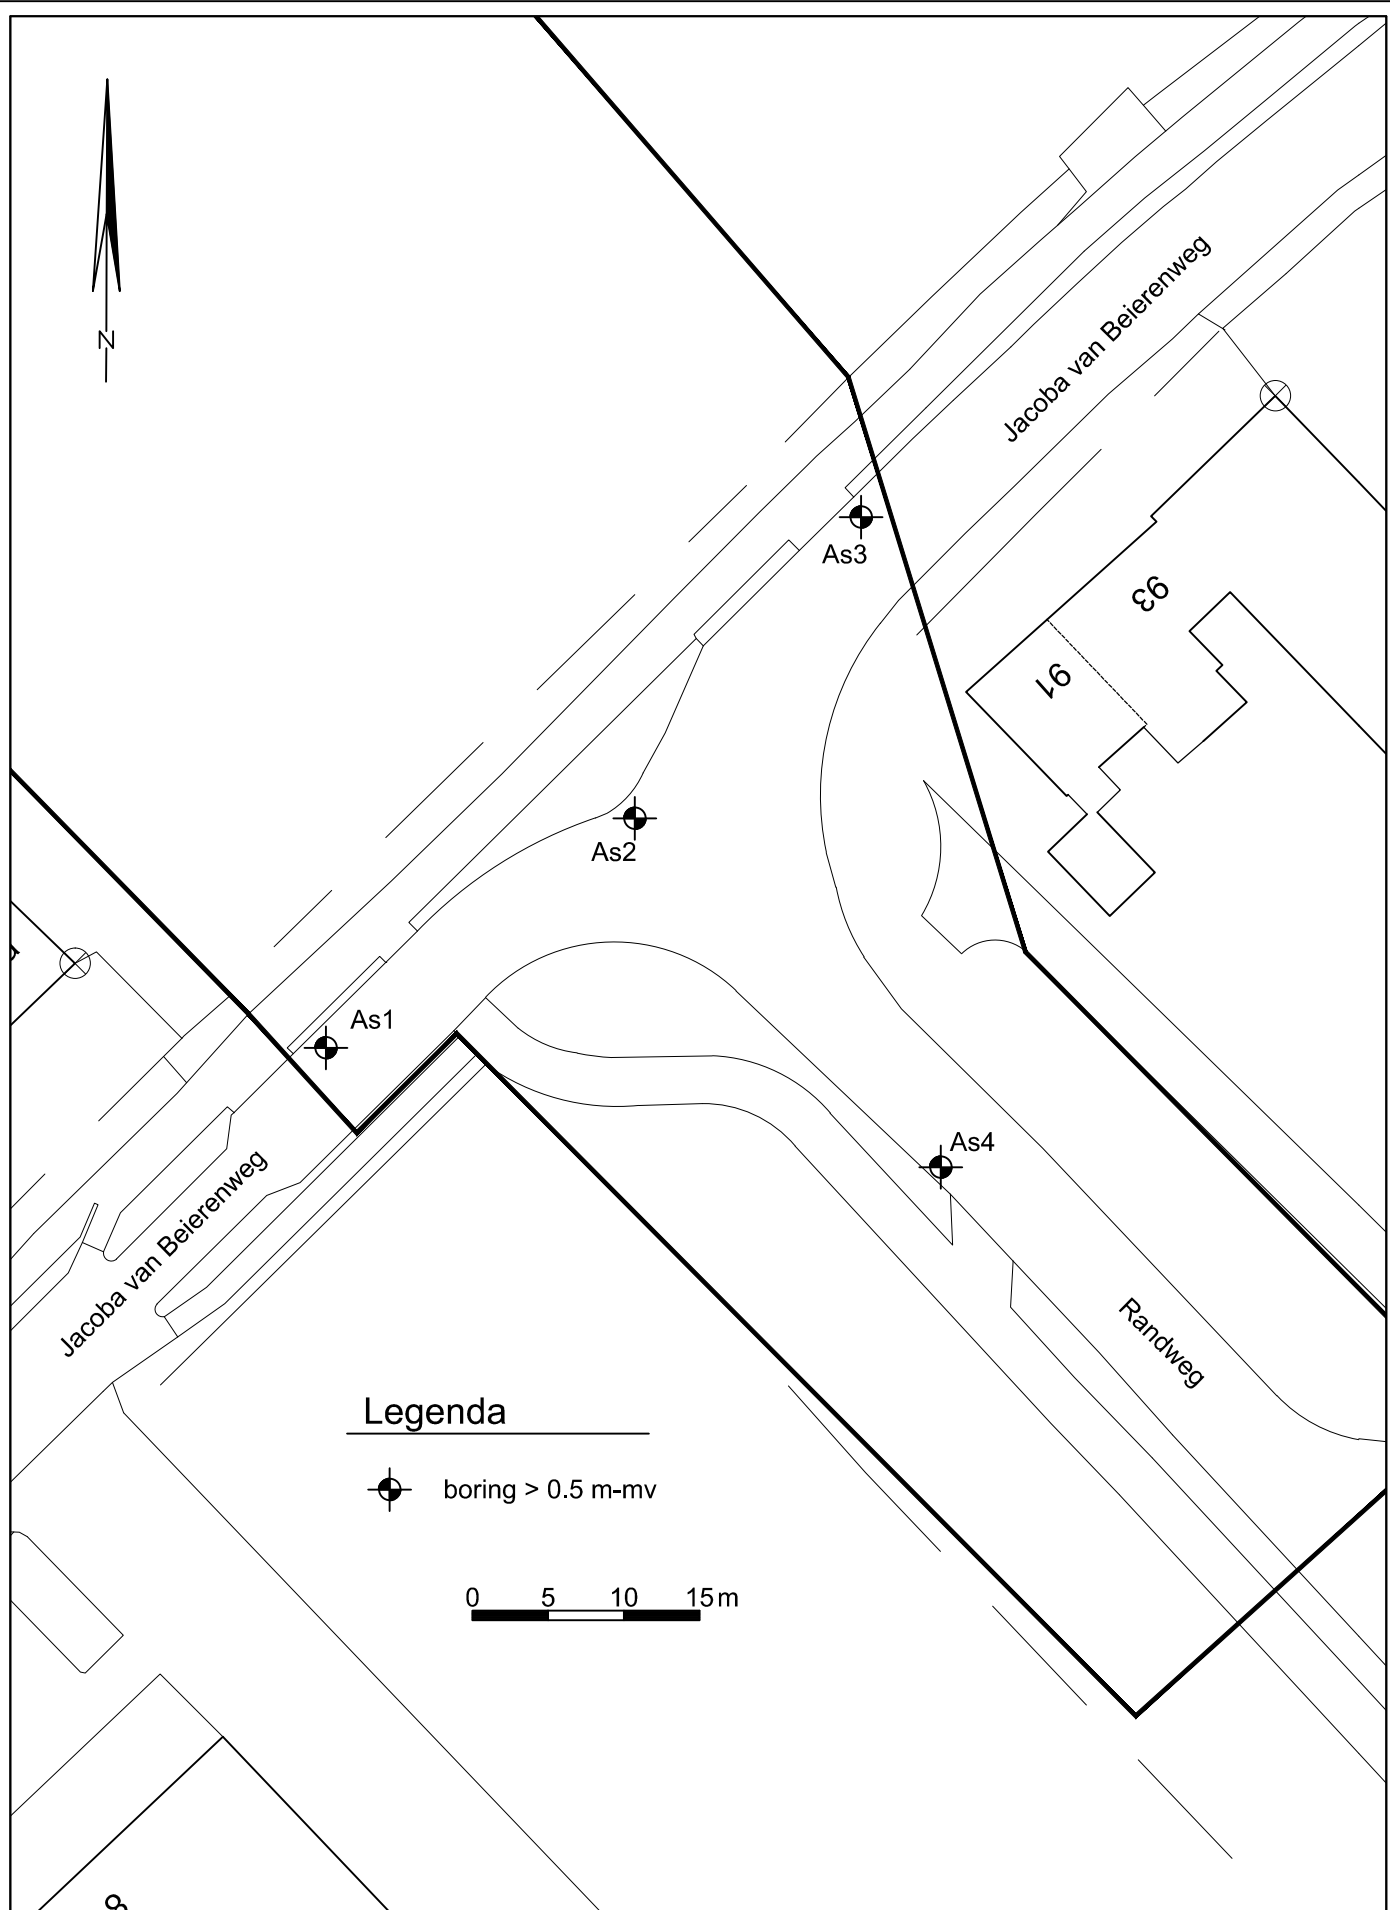 N
Jacoba van Beierenweg
As3
93
91
As2
As1
As4
Jacoba van Beierenweg
Randweg
Legenda
boring > 0.5 m-mv
0 5 10 15m
8